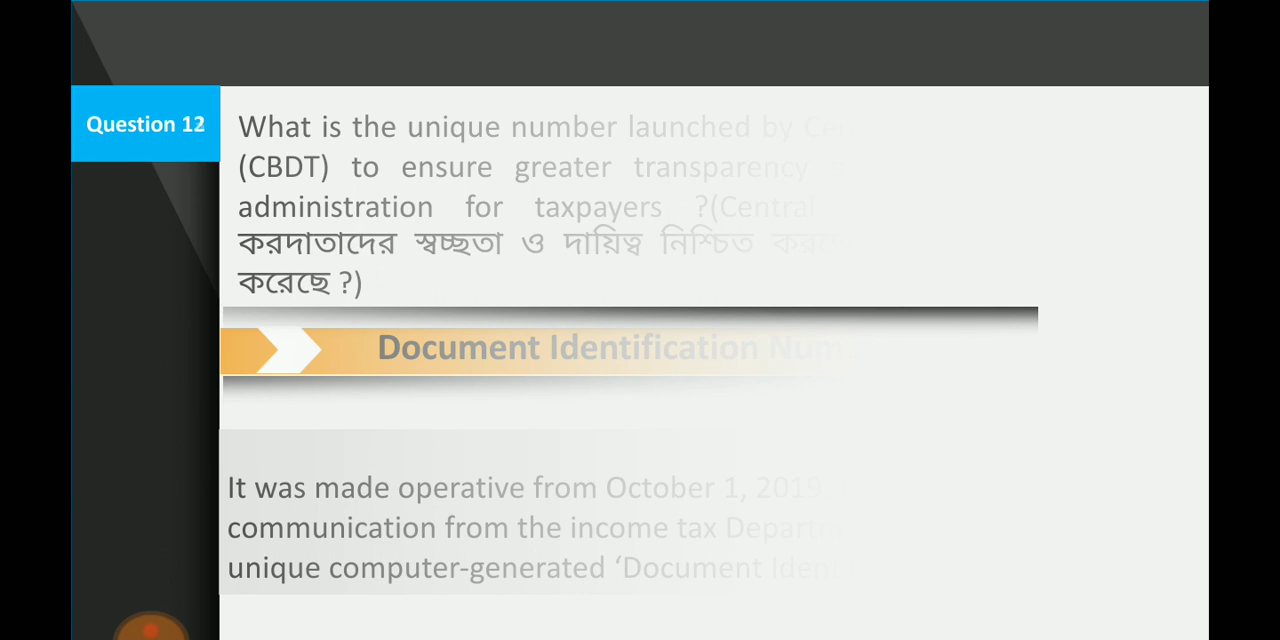 Question 12
What is the unique number launched by
(CBDT) to ensure greater transparency
administration for taxpayers ?(Central
করদাতাদের স্বচ্ছতা ও দায়িত্ব নিশ্চিত
করেছে ?)
Document Identification
It was made operative from October 1, 2019
communication from the income tax
unique computer-generated ‘Document